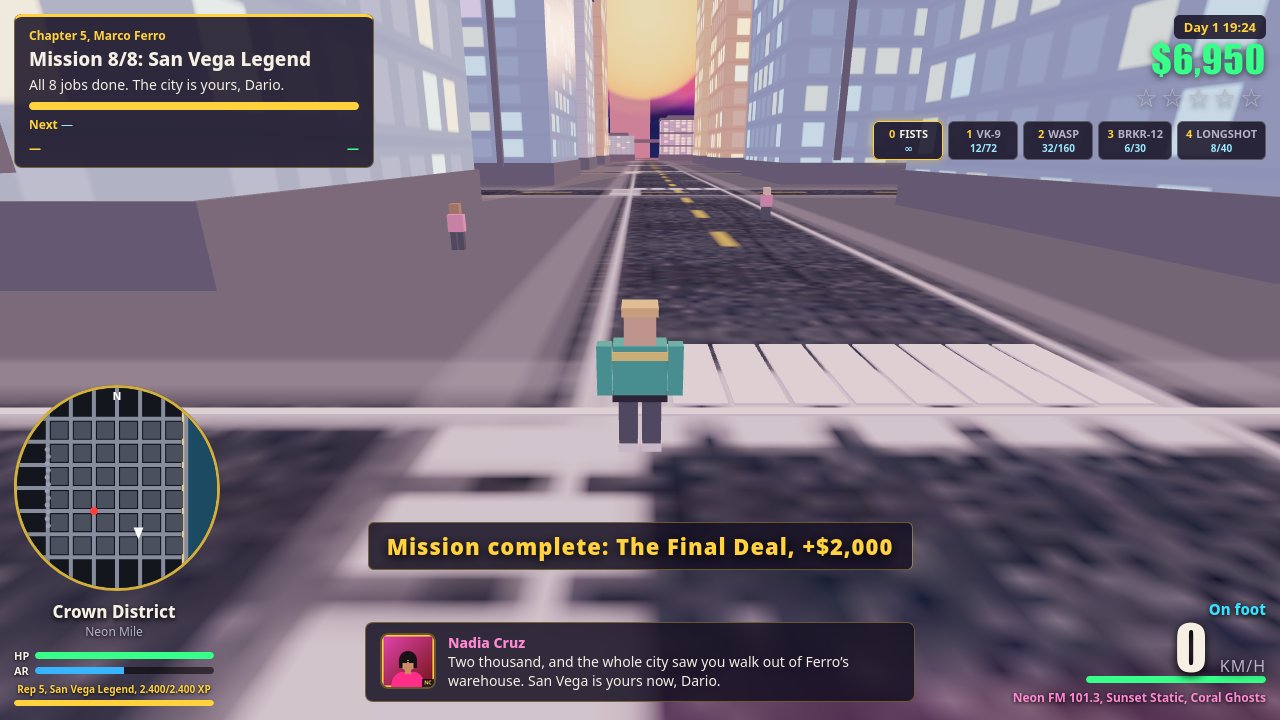 Chapter 5, Marco Ferro
Mission 8/8: San Vega Legend
All 8 jobs done. The city is yours, Dario.
Next —
— —
Day 1 19:24
$6,950
0 FISTS
∞
1 VK-9
12/72
2 WASP
32/160
3 BRKR-12
6/30
4 LONGSHOT
8/40
N
Crown District
Neon Mile
HP
AR
Rep 5, San Vega Legend, 2.400/2.400 XP
Mission complete: The Final Deal, +$2,000
Nadia Cruz
Two thousand, and the whole city saw you walk out of Ferro’s
warehouse. San Vega is yours now, Dario.
NC
On foot
0 KM/H
Neon FM 101.3, Sunset Static, Coral Ghosts